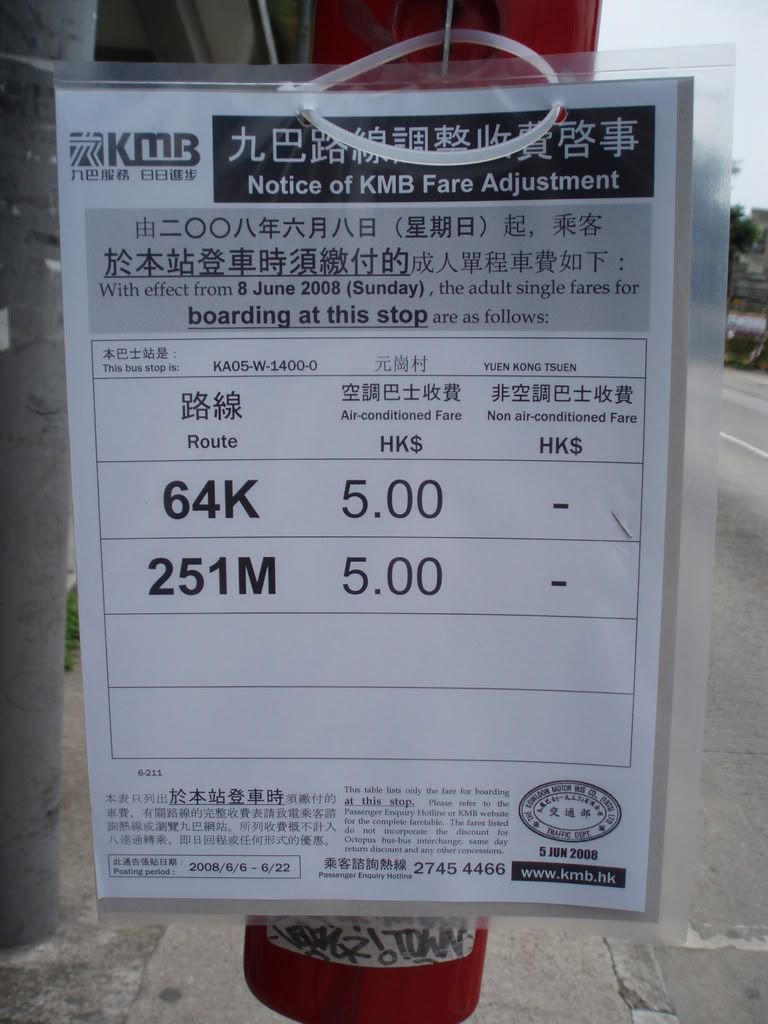 KMB
九巴服務 日日進步
九巴路線調整收費啓事
Notice of KMB Fare Adjustment
由二〇〇八年六月八日（星期日）起，乘客
於本站登車時須繳付的成人單程車費如下：
With effect from 8 June 2008 (Sunday) , the adult single fares for
boarding at this stop are as follows:
本巴士站是：
This bus stop is: KA05-W-1400-0 元崗村 YUEN KONG TSUEN
路線 空調巴士收費 非空調巴士收費
Route Air-conditioned Fare Non air-conditioned Fare
HK$ HK$
64K 5.00 -
251M 5.00 -
6-211
本表只列出於本站登車時須繳付的
車費，有關路線的完整收費表請致電乘客諮
詢熱線或瀏覽九巴網站。所列收費概不計入
八達通轉乘、即日回程或任何形式的優惠。
This table lists only the fare for boarding
at this stop. Please refer to the
Passenger Enquiry Hotline or KMB website
for the complete faretable. The fares listed
do not incorporate the discount for
Octopus bus-bus interchange, same day
return discount and any other concessions.
THE KOWLOON MOTOR BUS CO. (1933) LTD.
交通部
TRAFFIC DEPT.
5 JUN 2008
此通告張貼日期：
Posting period : 2008/6/6 – 6/22
乘客諮詢熱線
Passenger Enquiry Hotline 2745 4466
www.kmb.hk